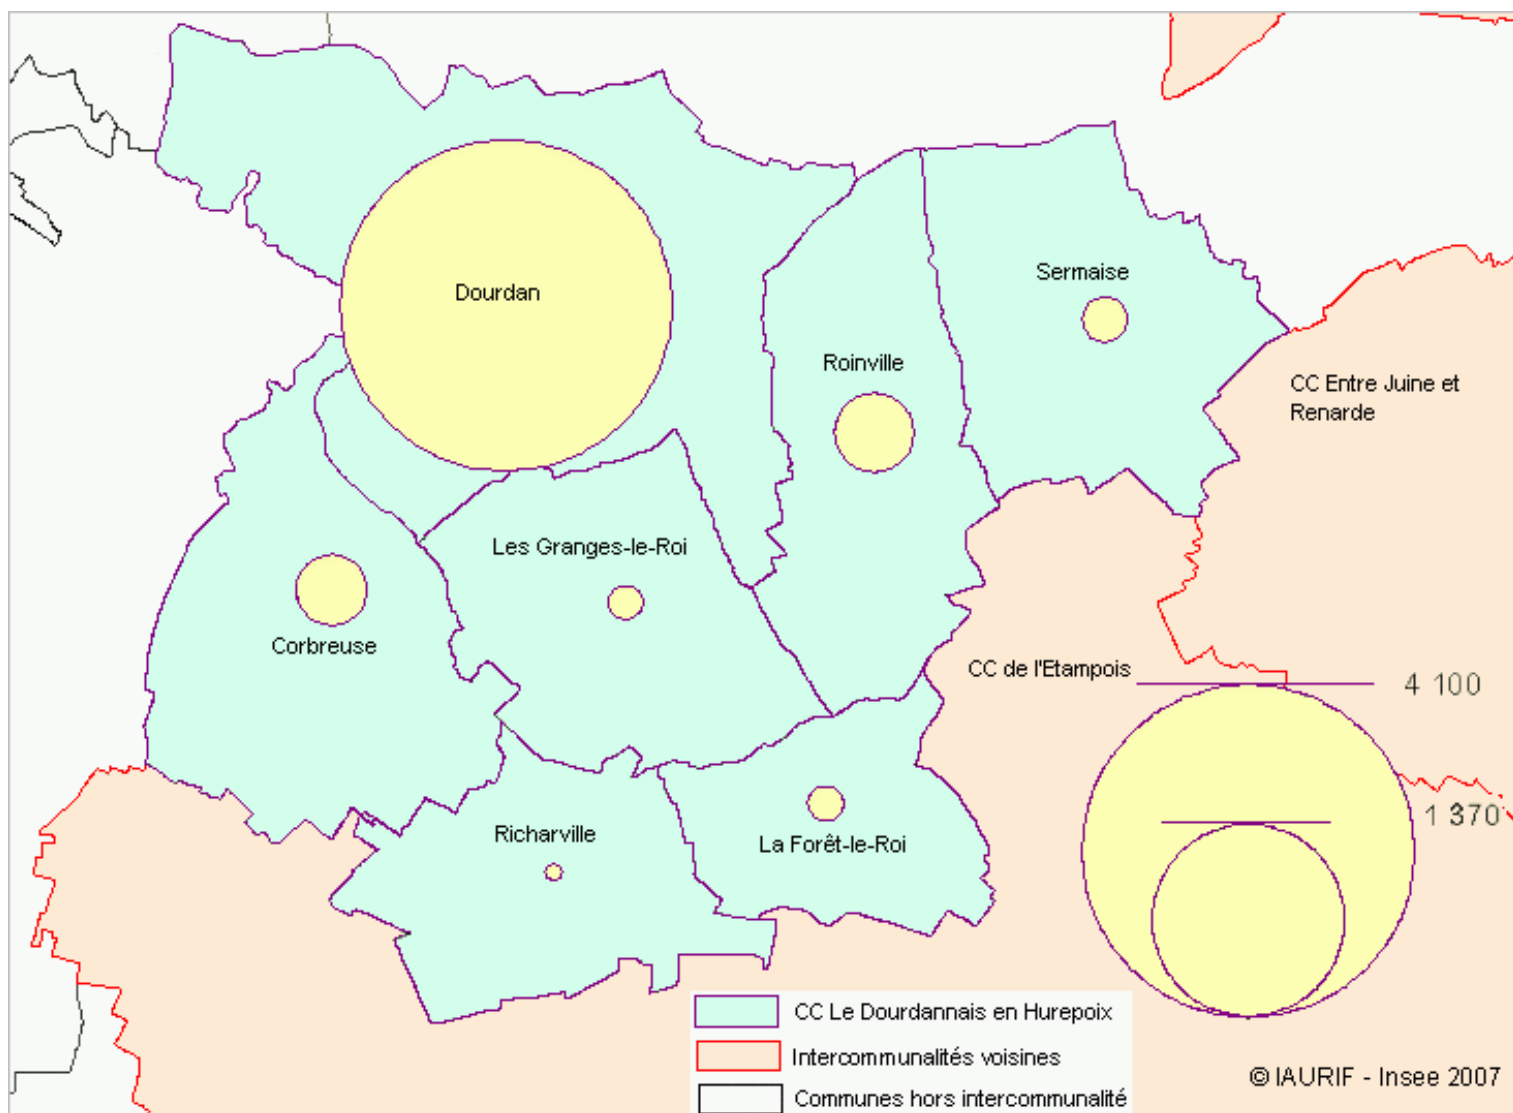 Sermaise
Dourdan
Roinville
CC Entre Juine et
Renarde
Les Granges-le-Roi
Corbreuse
CC de l'Etampois
4 100
1 370
Richarville
La Forêt-le-Roi
CC Le Dourdannais en Hurepoix
Intercommunalités voisines
© IAURIF - Insee 2007
Communes hors intercommunalité